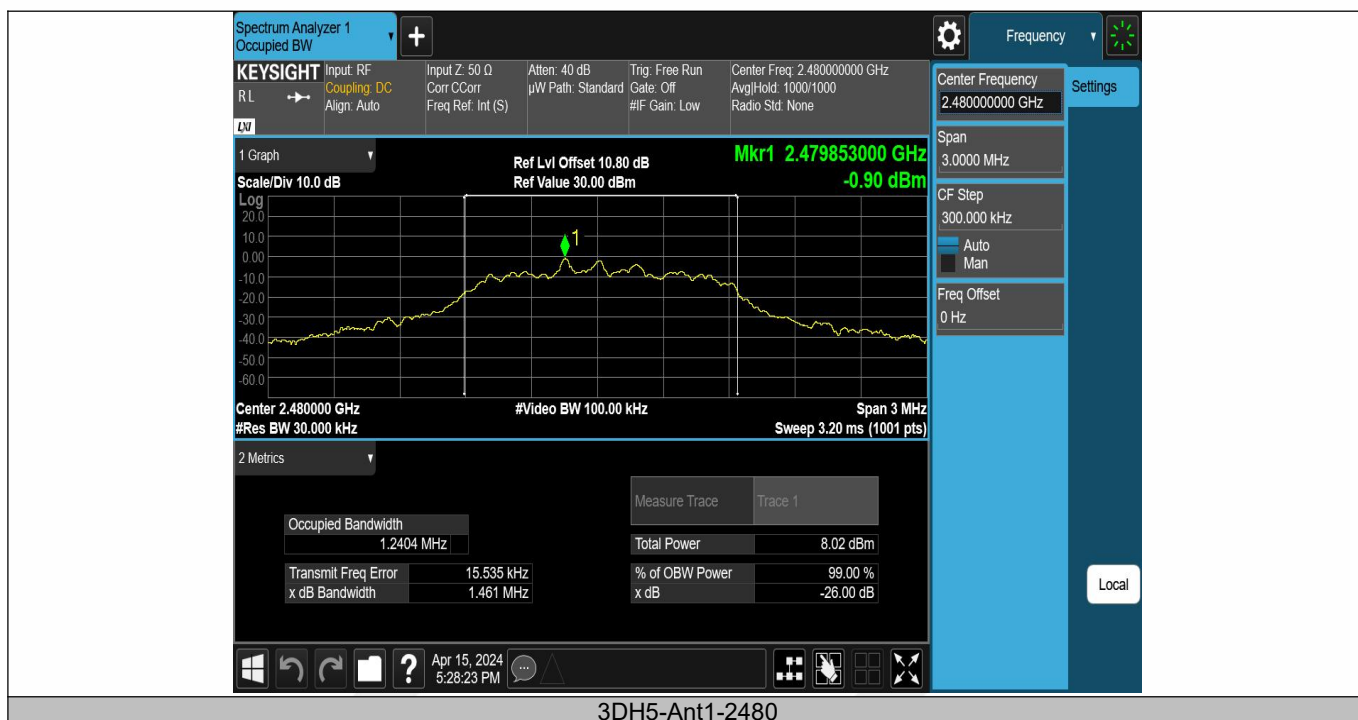 Spectrum Analyzer 1
Occupied BW
+
Frequency
KEYSIGHT
R L
LXI
Input: RF
Coupling: DC
Align: Auto
Input Z: 50 Ω
Corr CCorr
Freq Ref: Int (S)
Atten: 40 dB
µW Path: Standard
Trig: Free Run
Gate: Off
#IF Gain: Low
Center Freq: 2.480000000 GHz
Avg|Hold: 1000/1000
Radio Std: None
Center Frequency
2.480000000 GHz
Settings
Span
3.0000 MHz
CF Step
300.000 kHz
Auto
Man
Freq Offset
0 Hz
Local
1 Graph
Scale/Div 10.0 dB
Ref Lvl Offset 10.80 dB
Ref Value 30.00 dBm
Mkr1 2.479853000 GHz
-0.90 dBm
Log
20.0
10.0
0.00
-10.0
-20.0
-30.0
-40.0
-50.0
-60.0
1
Center 2.480000 GHz
#Video BW 100.00 kHz
Span 3 MHz
#Res BW 30.000 kHz
Sweep 3.20 ms (1001 pts)
2 Metrics
Measure Trace
Trace 1
Occupied Bandwidth
1.2404 MHz
Total Power
8.02 dBm
Transmit Freq Error
15.535 kHz
% of OBW Power
99.00 %
x dB Bandwidth
1.461 MHz
x dB
-26.00 dB
?
Apr 15, 2024
5:28:23 PM
3DH5-Ant1-2480